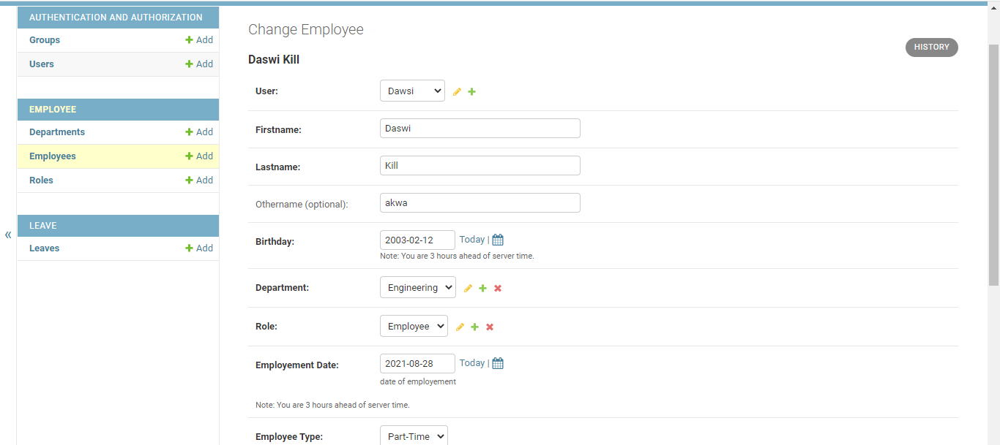 AUTHENTICATION AND AUTHORIZATION
Groups Add
Users Add
EMPLOYEE
Departments Add
Employees Add
Roles Add
LEAVE
Leaves Add
«
Change Employee
HISTORY
Daswi Kill
User: Dawsi
Firstname: Daswi
Lastname: Kill
Othername (optional): akwa
Birthday: 2003-02-12 Today |
Note: You are 3 hours ahead of server time.
Department: Engineering
Role: Employee
Employement Date: 2021-08-28 Today |
date of employement
Note: You are 3 hours ahead of server time.
Employee Type: Part-Time